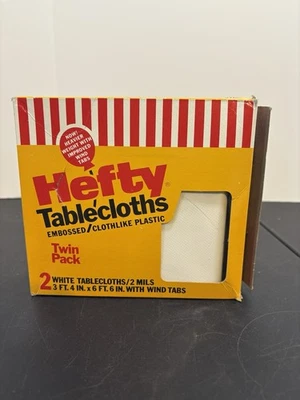 NOW!
HEAVIER
WEIGHT WITH
IMPROVED
WIND
TABS
Hefty®
Tablecloths
EMBOSSED/CLOTHLIKE PLASTIC
Twin
Pack
2 WHITE TABLECLOTHS/2 MILS
3 FT. 4 IN. x 6 FT. 6 IN. WITH WIND TABS